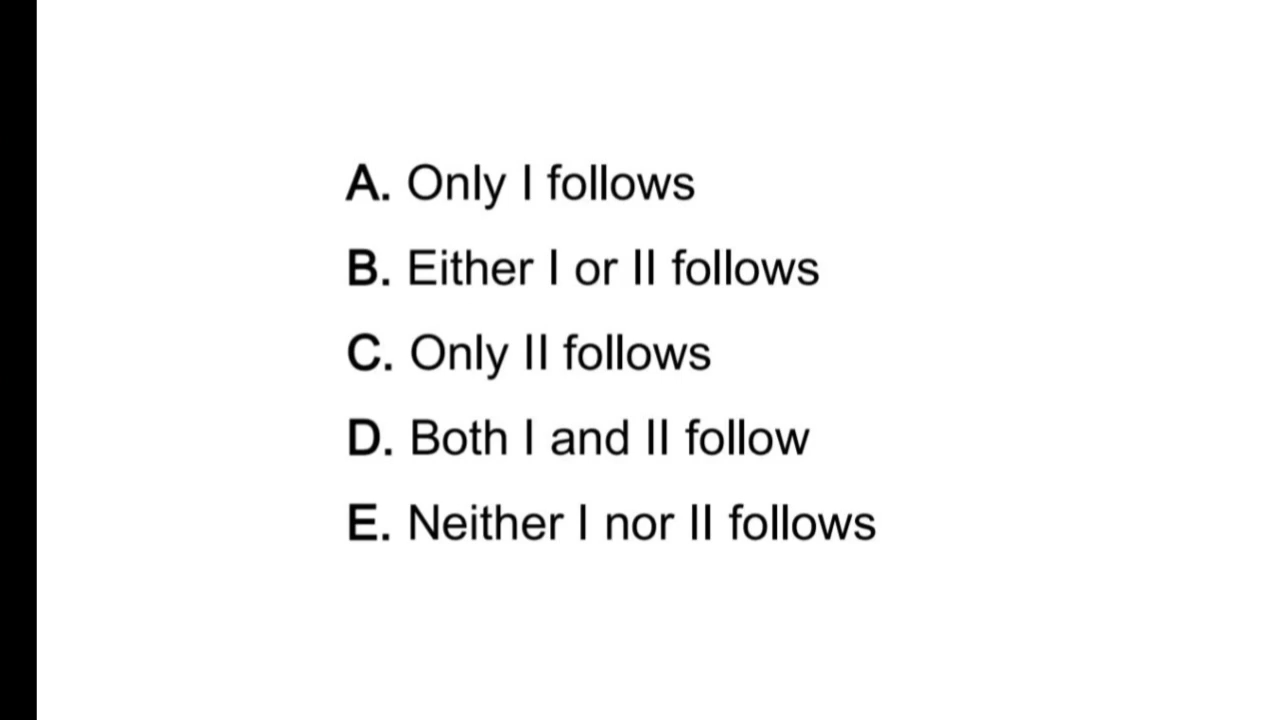 A. Only I follows
B. Either I or II follows
C. Only II follows
D. Both I and II follow
E. Neither I nor II follows